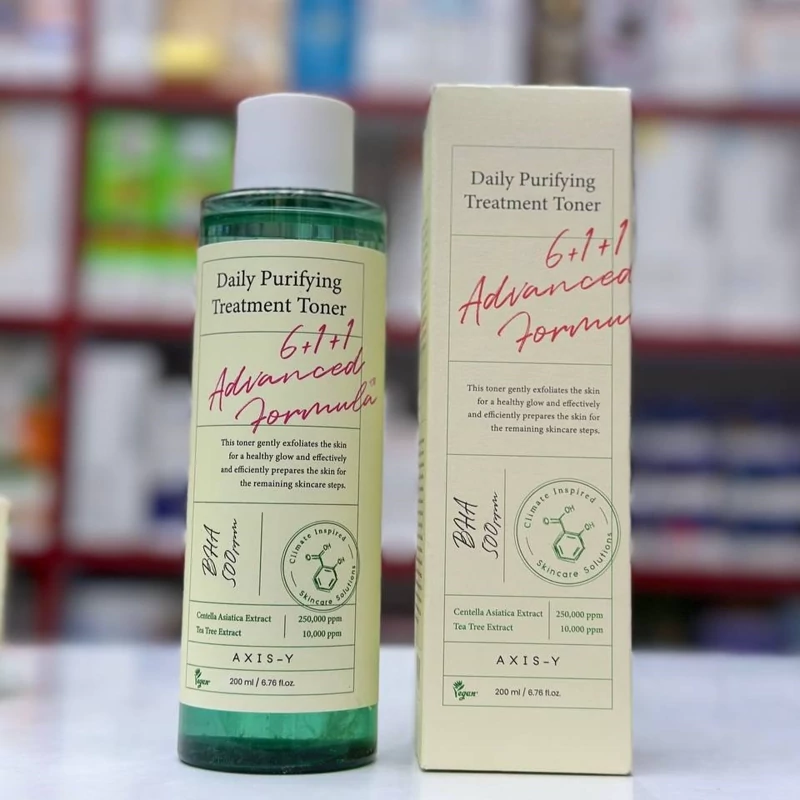 Daily Purifying
Treatment Toner
6+1+1
Advanced
Formula
This toner gently exfoliates the skin
for a healthy glow and effectively
and efficiently prepares the skin for
the remaining skincare steps.
BHA
500ppm
Climate Inspired
Skincare Solutions
O
OH
OH
Centella Asiatica Extract 250,000 ppm
Tea Tree Extract 10,000 ppm
AXIS-Y
Vegan
200 ml / 6.76 fl.oz.
Daily Purifying
Treatment Toner
6+1+1
Advanced
Formu
This toner gently exfoliates the skin
for a healthy glow and effectively
and efficiently prepares the skin for
the remaining skincare steps.
BHA
500ppm
Climate Inspired
Skincare Solutions
O
OH
OH
Centella Asiatica Extract 250,000 ppm
Tea Tree Extract 10,000 ppm
AXIS-Y
Vegan
200 ml / 6.76 fl.oz.